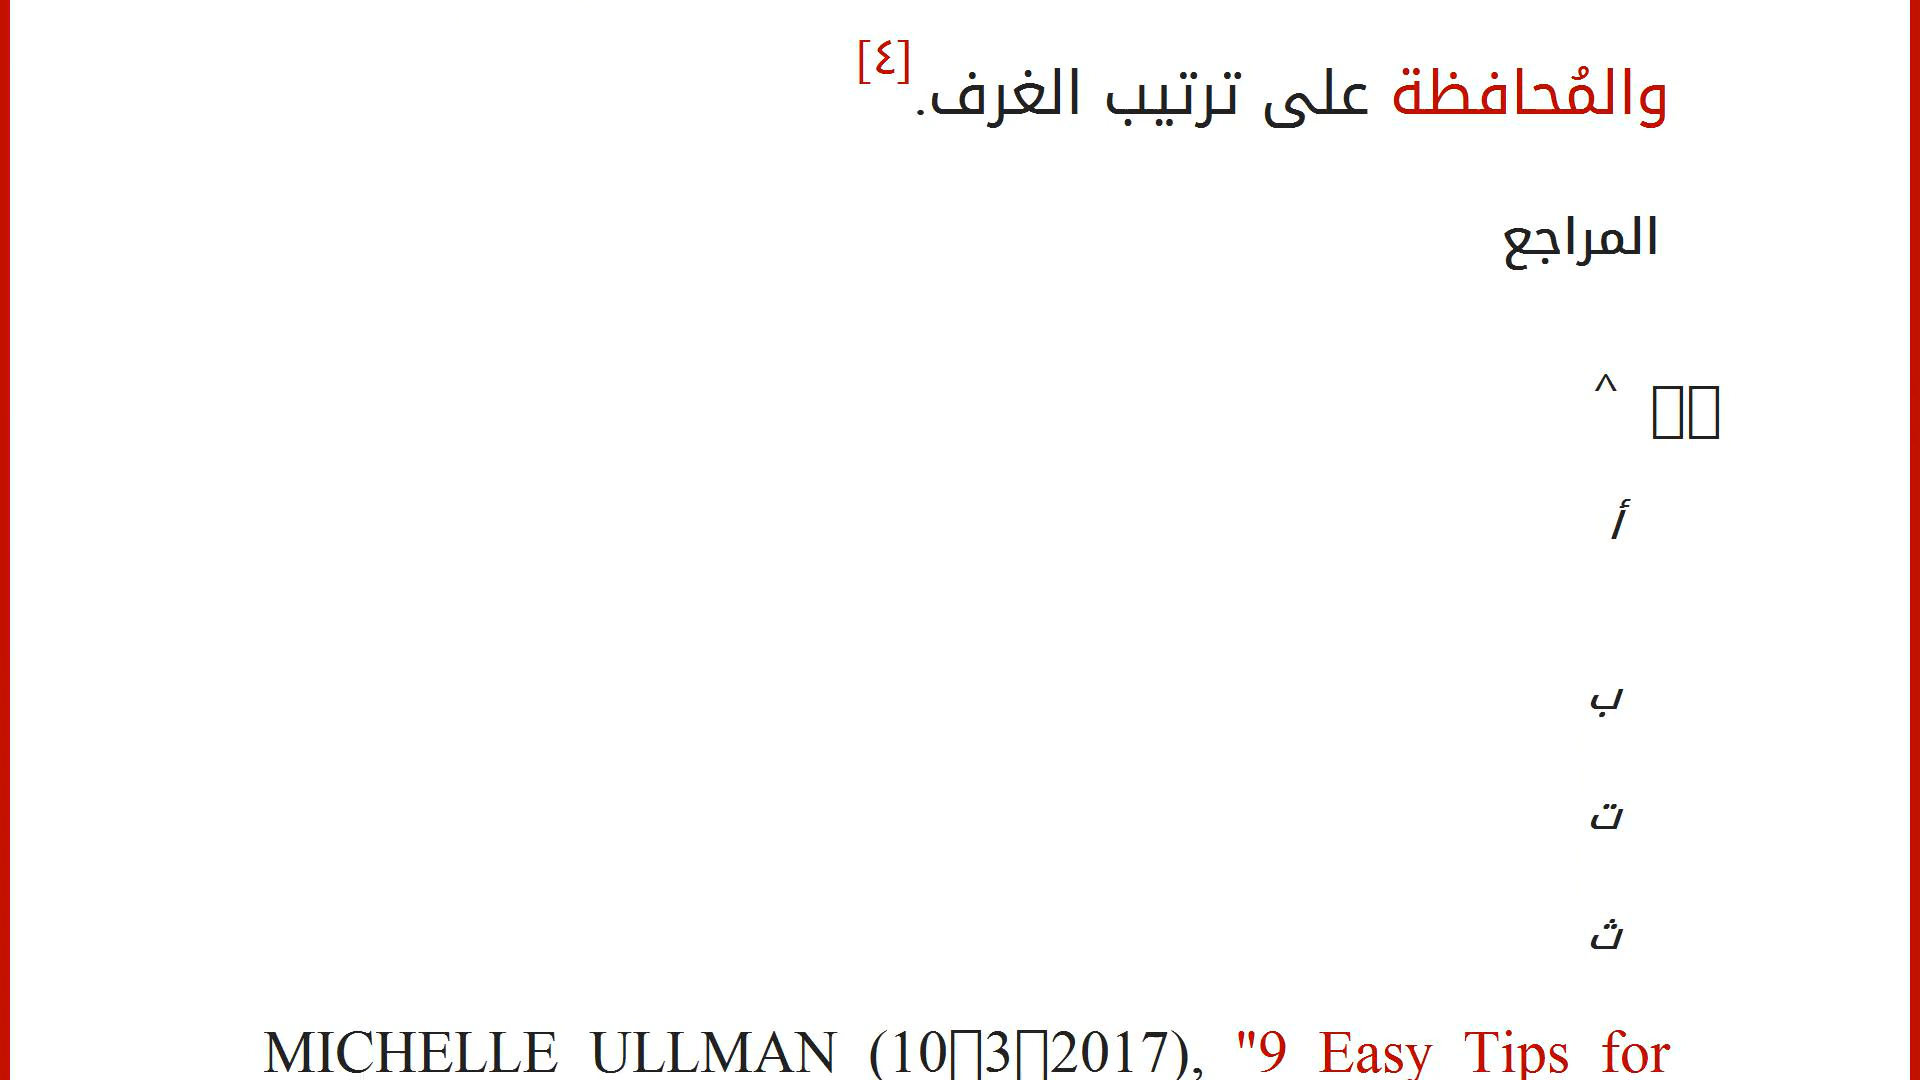 والمُحافظة على ترتيب الغرف.[٤]
المراجع
^
أ
ب
ت
ث
MICHELLE ULLMAN (10▯3▯2017), "9 Easy Tips for